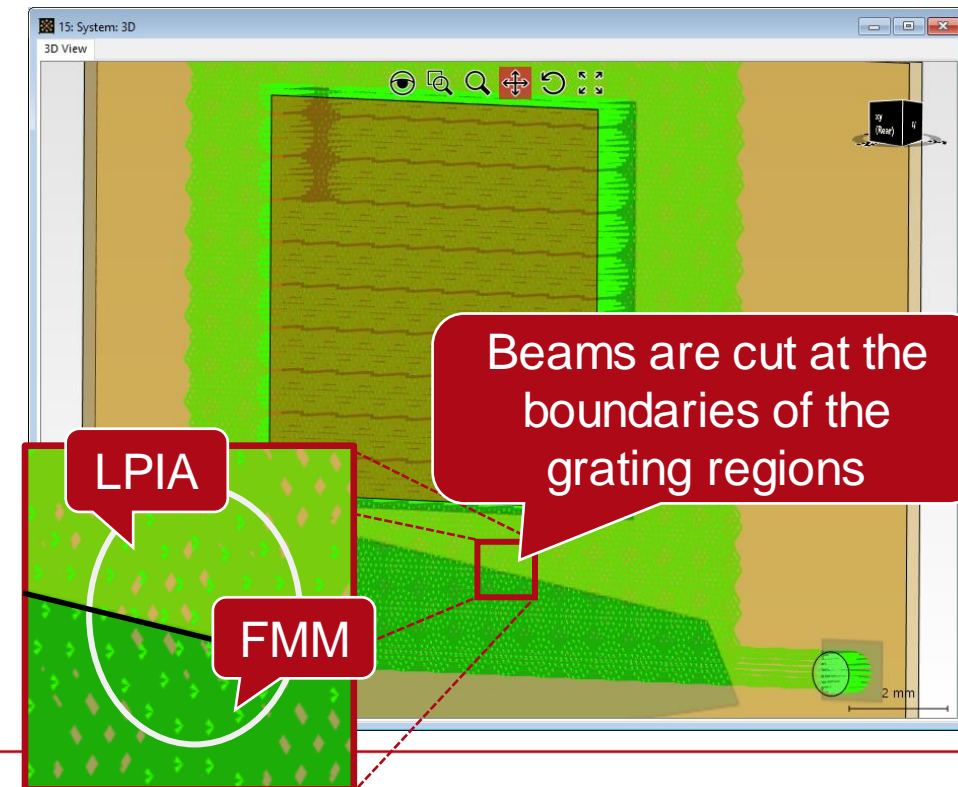 15: System: 3D
3D View
xy
(Rear)
Beams are cut at the
boundaries of the
grating regions
LPIA
FMM
2 mm